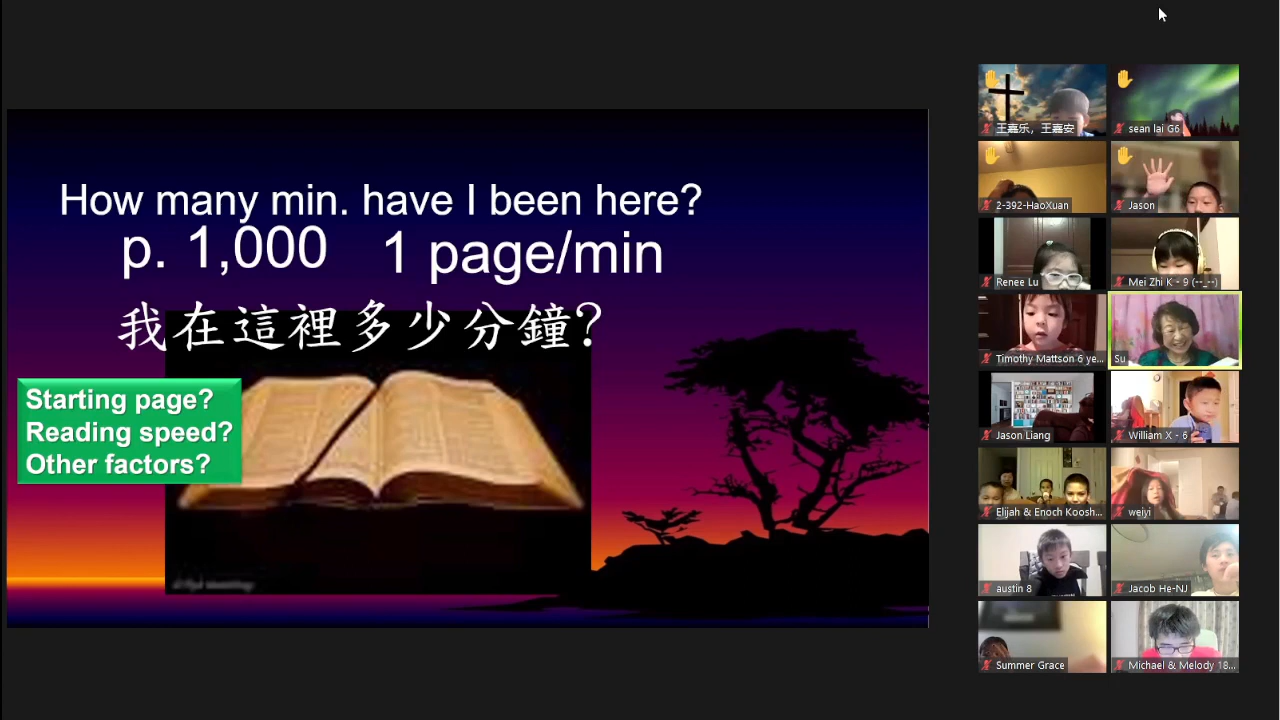 How many min. have I been here?
p. 1,000 1 page/min
我在這裡多少分鐘?
Starting page?
Reading speed?
Other factors?
王嘉乐，王嘉安
sean lai G6
2-392-HaoXuan
Jason
Renee Lu
Mei Zhi K - 9 (--_--)
Timothy Mattson 6 ye...
Su
Jason Liang
William X - 6
Elijah & Enoch Koosh...
weiyi
austin 8
Jacob He-NJ
Summer Grace
Michael & Melody 18...